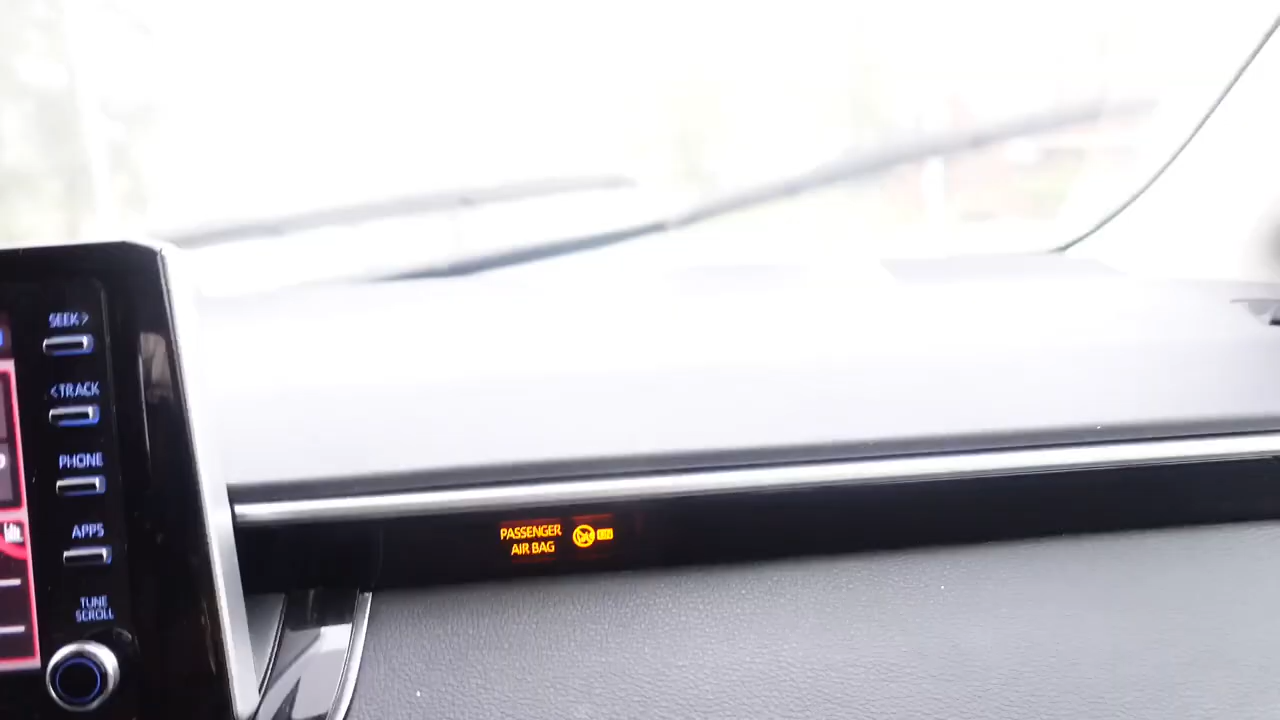 SEEK>
<TRACK
PHONE
APPS
TUNE
SCROLL
PASSENGER
AIR BAG